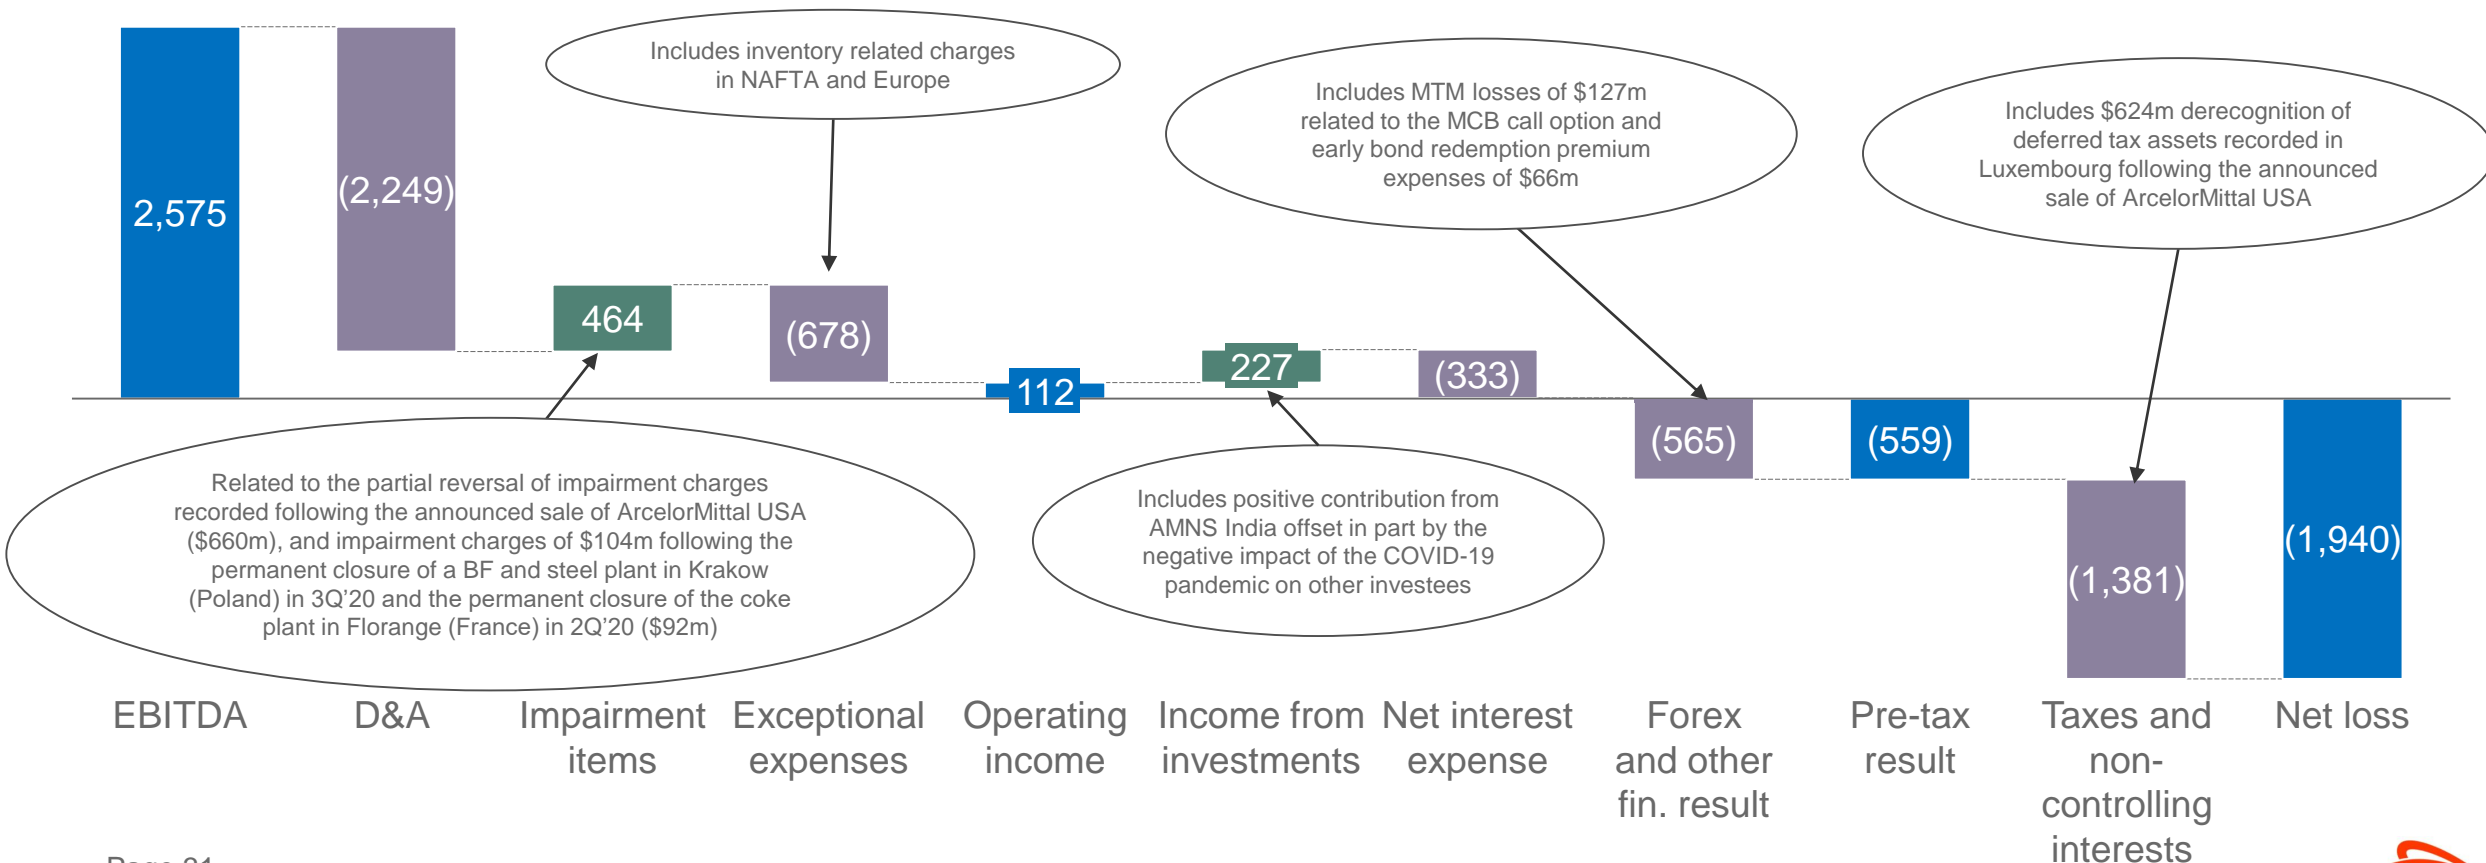 Includes inventory related charges
in NAFTA and Europe
Includes MTM losses of $127m
related to the MCB call option and
early bond redemption premium
expenses of $66m
Includes $624m derecognition of
deferred tax assets recorded in
Luxembourg following the announced
sale of ArcelorMittal USA
2,575
(2,249)
464
(678)
112
227
(333)
(565)
(559)
(1,381)
(1,940)
Related to the partial reversal of impairment charges
recorded following the announced sale of ArcelorMittal USA
($660m), and impairment charges of $104m following the
permanent closure of a BF and steel plant in Krakow
(Poland) in 3Q’20 and the permanent closure of the coke
plant in Florange (France) in 2Q’20 ($92m)
Includes positive contribution from
AMNS India offset in part by the
negative impact of the COVID-19
pandemic on other investees
EBITDA
D&A
Impairment
items
Exceptional
expenses
Operating
income
Income from
investments
Net interest
expense
Forex
and other
fin. result
Pre-tax
result
Taxes and
non-
controlling
interests
Net loss